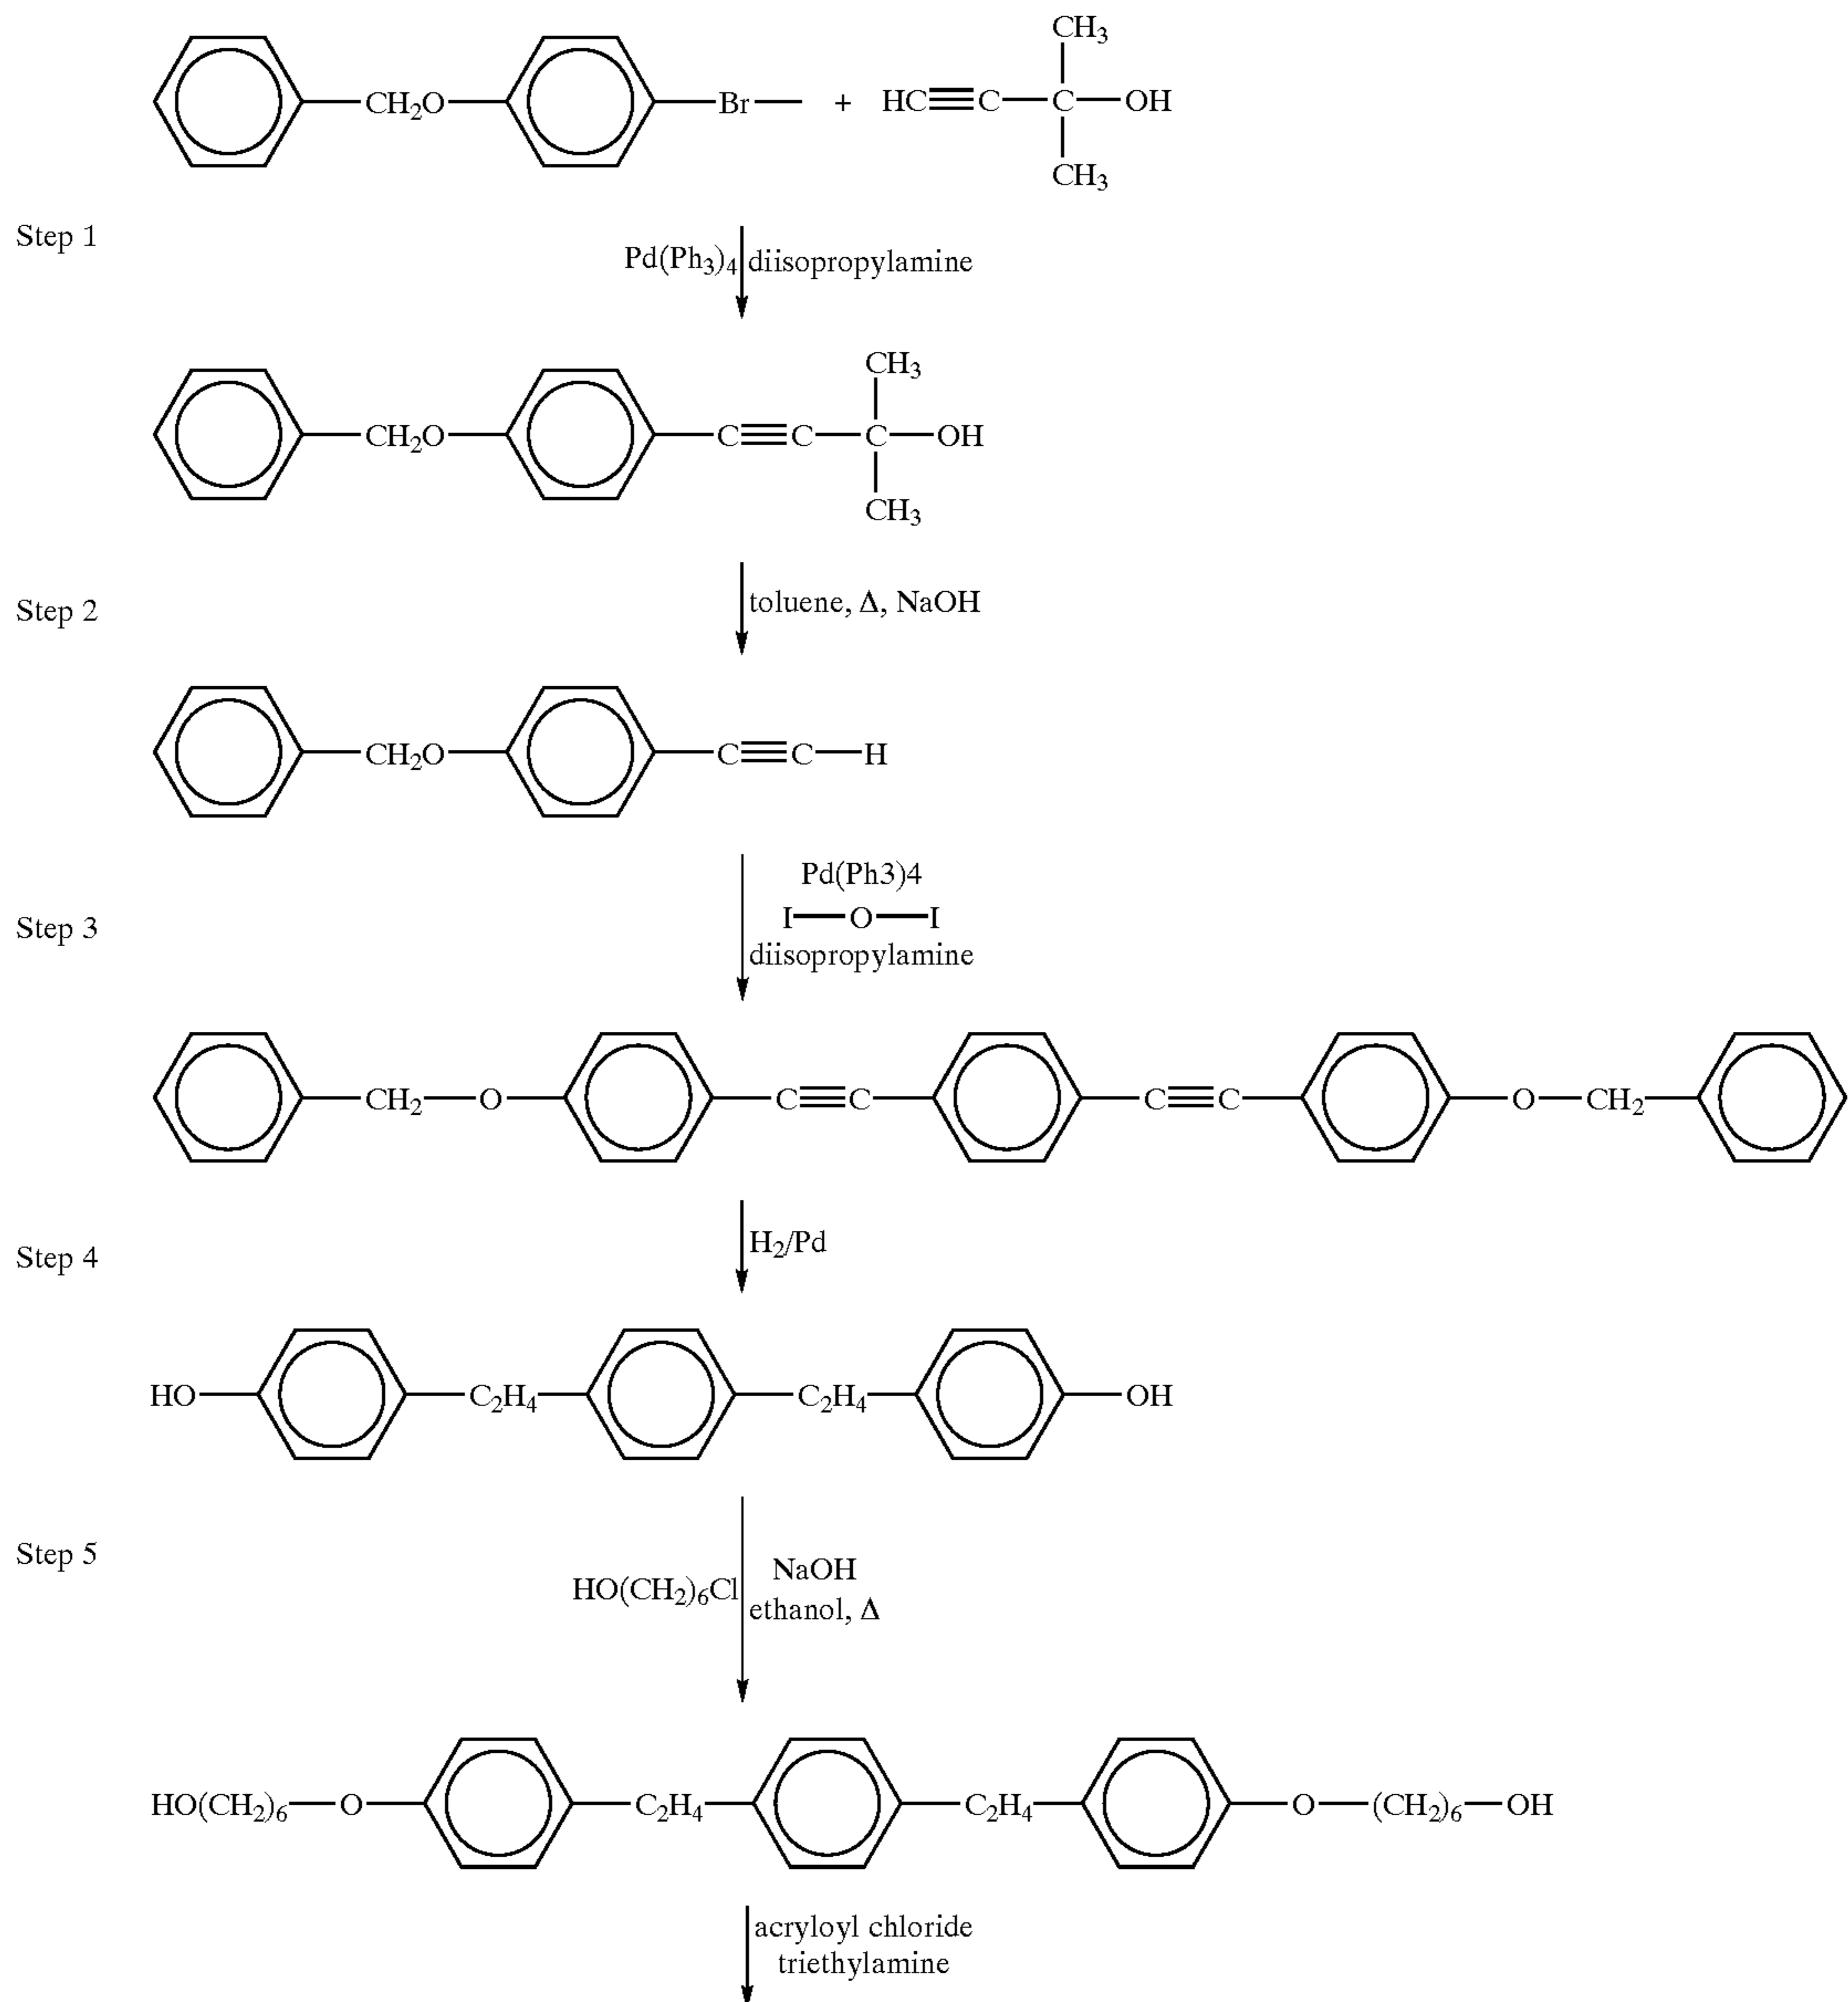 CH₃
CH₂O Br + HC≡C—C—OH
CH₃
Step 1
Pd(Ph₃)₄ diisopropylamine
CH₃
CH₂O C≡C—C—OH
CH₃
Step 2
toluene, Δ, NaOH
CH₂O C≡C—H
Step 3
Pd(Ph3)4
I—O—I
diisopropylamine
CH₂—O C≡C C≡C O—CH₂
Step 4
H₂/Pd
HO C₂H₄ C₂H₄ OH
Step 5
HO(CH₂)₆Cl NaOH
ethanol, Δ
HO(CH₂)₆—O C₂H₄ C₂H₄ O—(CH₂)₆—OH
acryloyl chloride
triethylamine